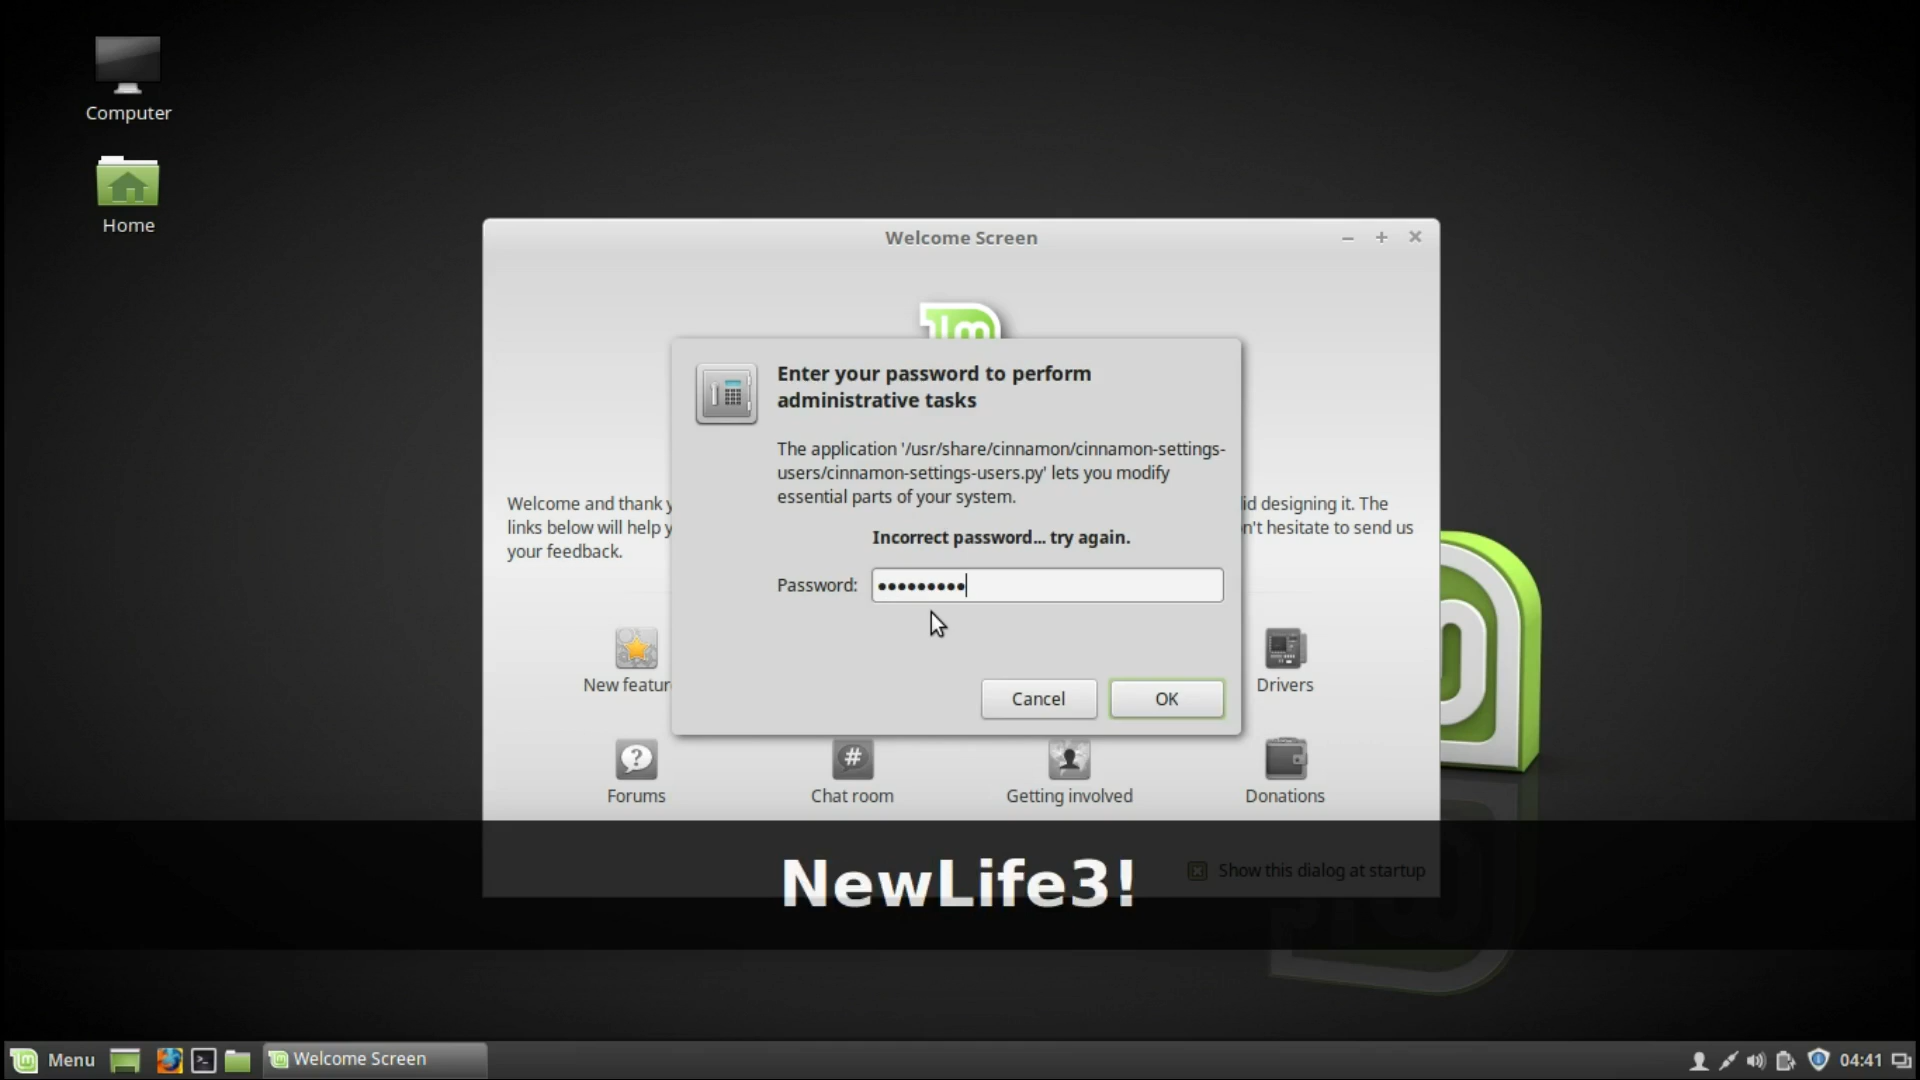 Computer
Home
Welcome Screen
Enter your password to perform
administrative tasks
The application '/usr/share/cinnamon/cinnamon-settings-
users/cinnamon-settings-users.py' lets you modify
essential parts of your system.
Incorrect password... try again.
Password: •••••••••
Cancel OK
Welcome and thank y id designing it. The
links below will help y n't hesitate to send us
your feedback.
New featur Drivers
Forums Chat room Getting involved Donations
Show this dialog at startup
NewLife3!
Menu Welcome Screen 04:41